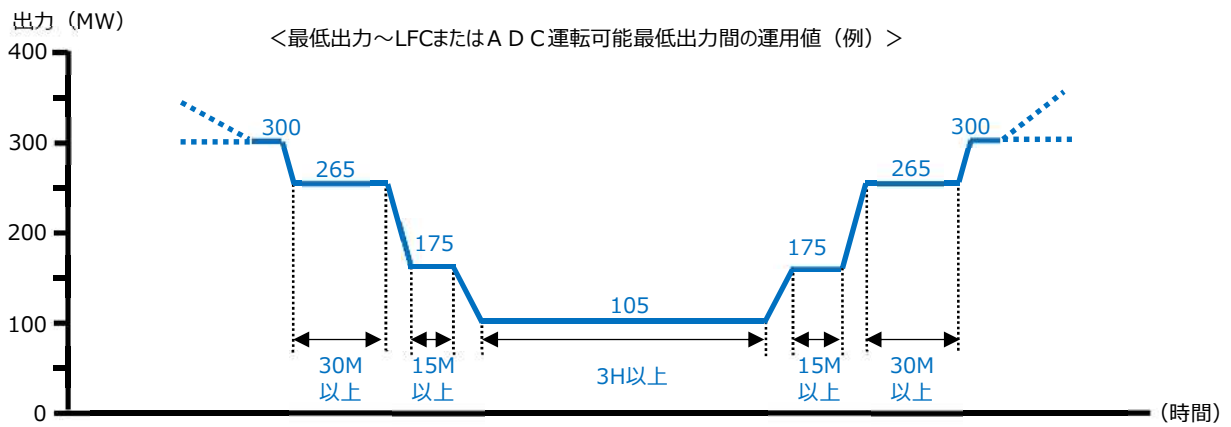 出力（MW）
＜最低出力～LFCまたはＡＤＣ運転可能最低出力間の運用値（例）＞
400
300
200
100
0
300
265
175
105
175
265
300
30M
以上
15M
以上
3H以上
15M
以上
30M
以上
（時間）